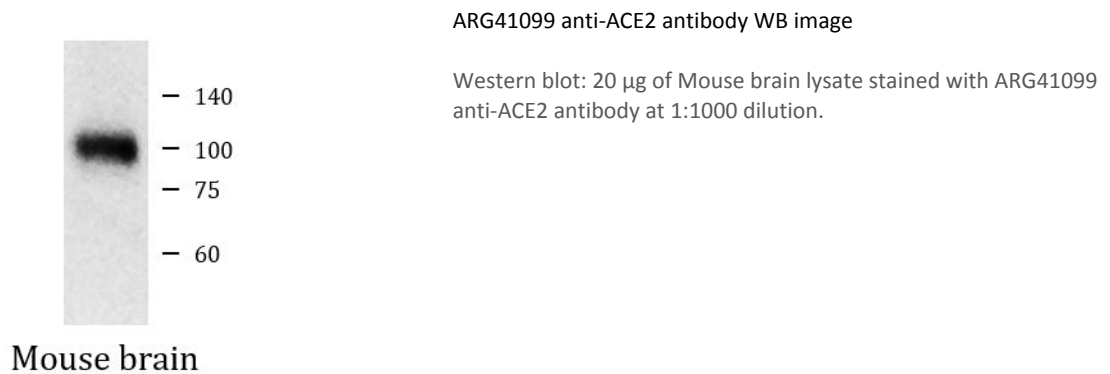 ARG41099 anti-ACE2 antibody WB image
Western blot: 20 µg of Mouse brain lysate stained with ARG41099
anti-ACE2 antibody at 1:1000 dilution.
140
100
75
60
Mouse brain